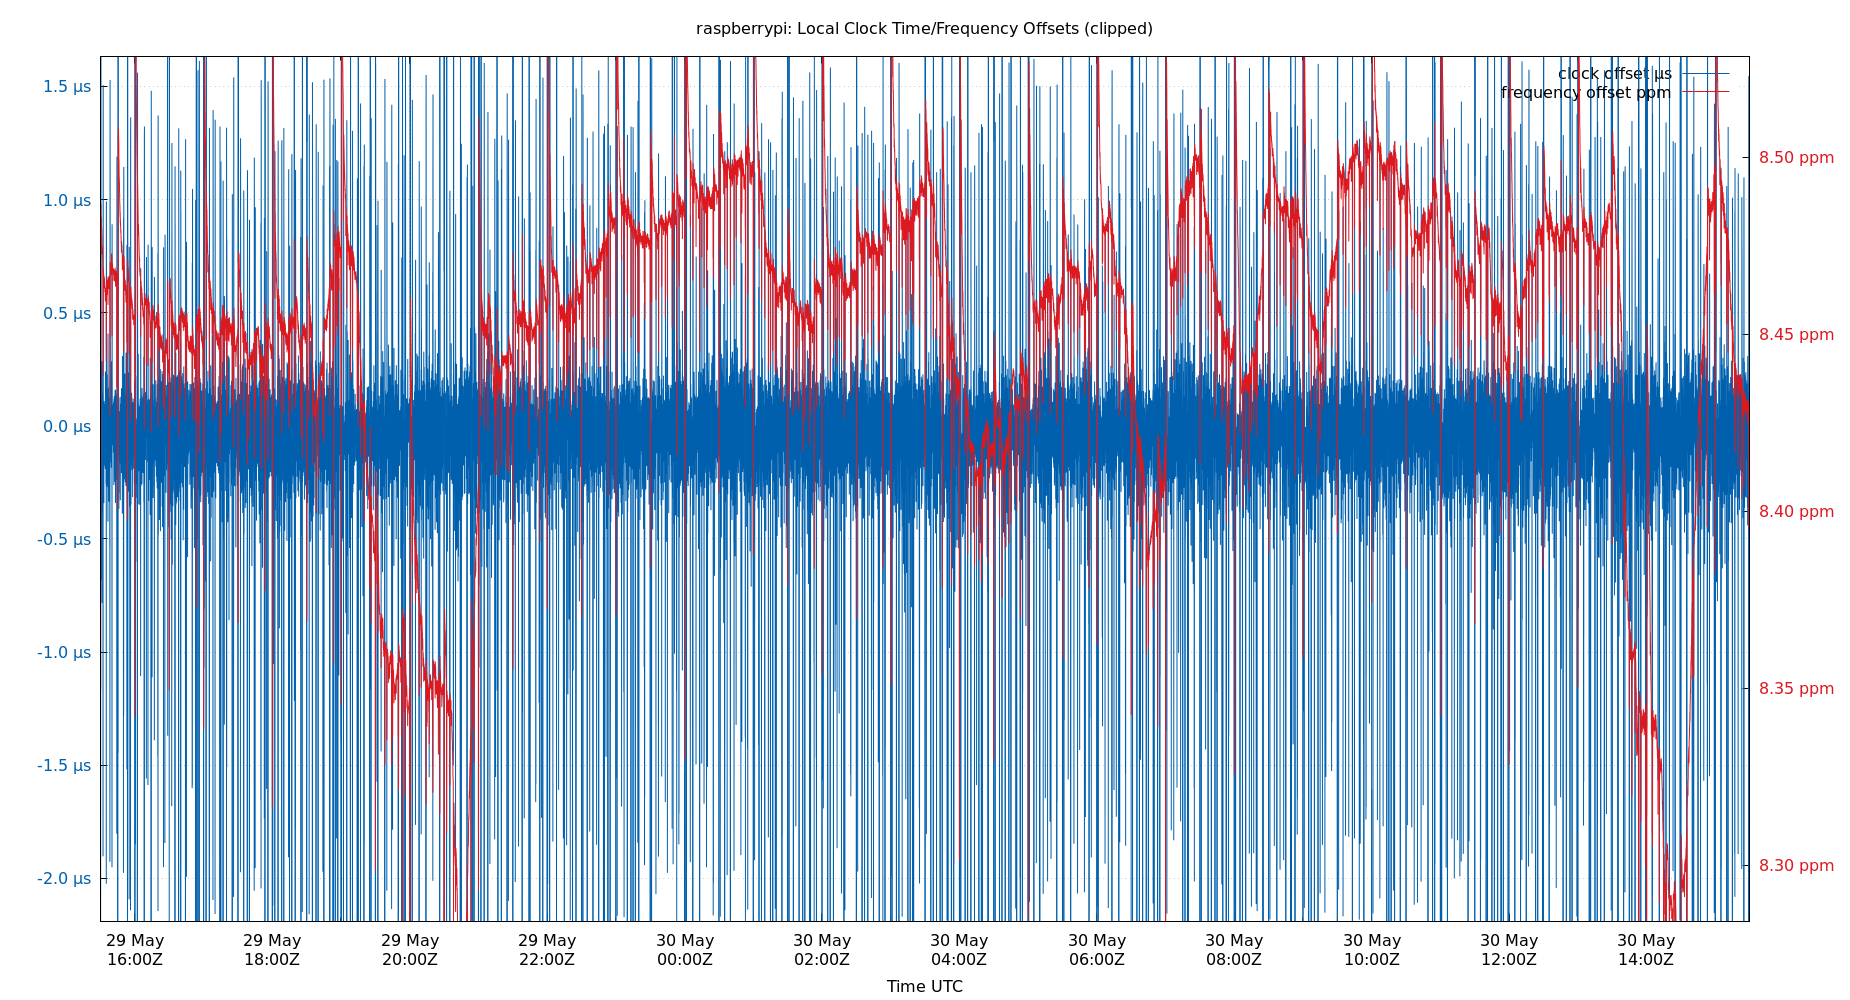 raspberrypi: Local Clock Time/Frequency Offsets (clipped)
clock offset µs
frequency offset ppm
1.5 µs
1.0 µs
0.5 µs
0.0 µs
-0.5 µs
-1.0 µs
-1.5 µs
-2.0 µs
8.50 ppm
8.45 ppm
8.40 ppm
8.35 ppm
8.30 ppm
29 May 29 May 29 May 29 May 30 May 30 May 30 May 30 May 30 May 30 May 30 May 30 May
16:00Z 18:00Z 20:00Z 22:00Z 00:00Z 02:00Z 04:00Z 06:00Z 08:00Z 10:00Z 12:00Z 14:00Z
Time UTC